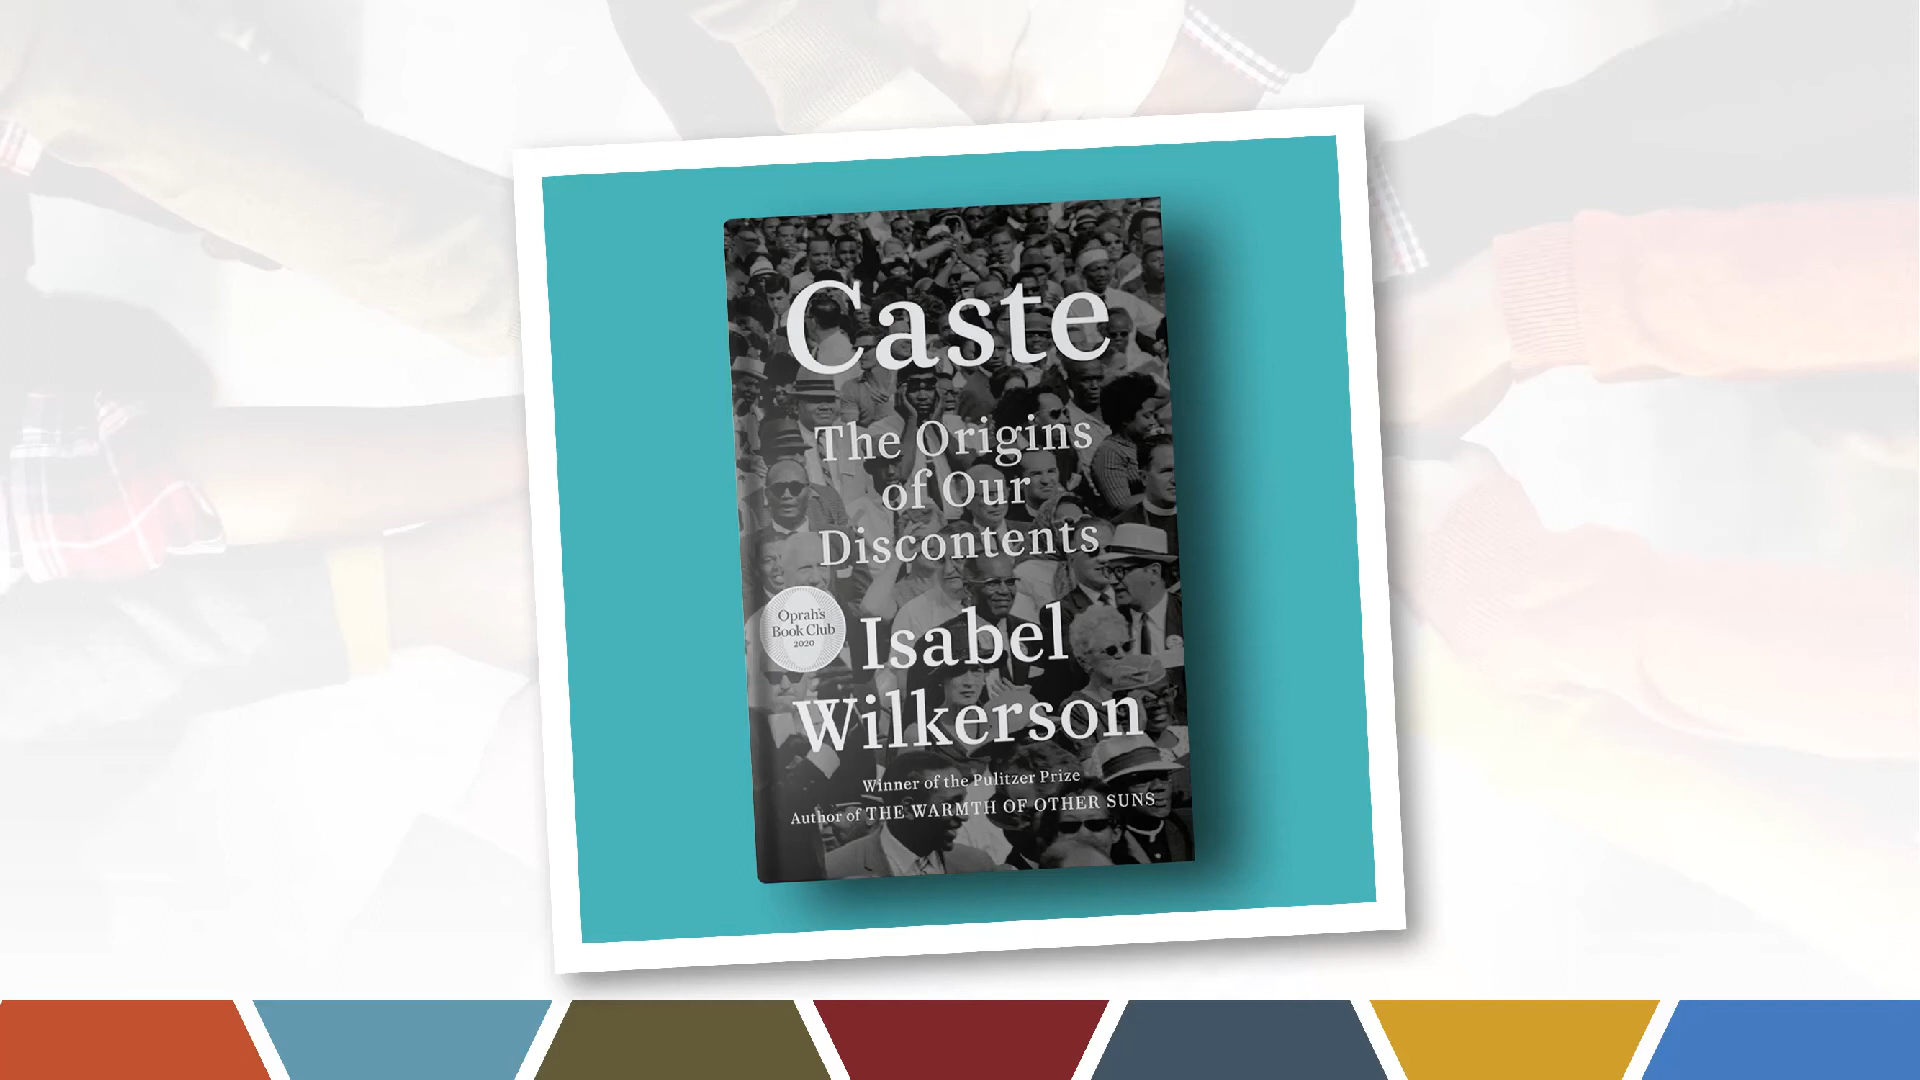 Caste
The Origins
of Our
Discontents
Oprah's
Book Club
2020
Isabel
Wilkerson
Winner of the Pulitzer Prize
Author of THE WARMTH OF OTHER SUNS